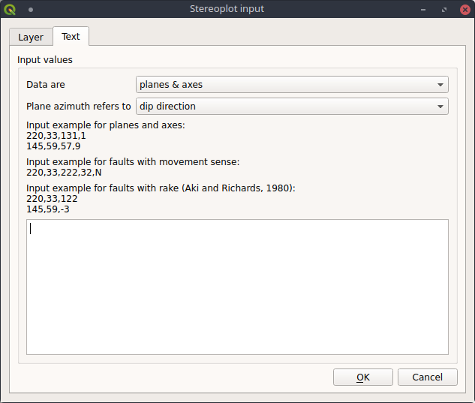 Stereoplot input
Layer
Text
Input values
Data are
planes & axes
Plane azimuth refers to
dip direction
Input example for planes and axes:
220,33,131,1
145,59,57,9
Input example for faults with movement sense:
220,33,222,32,N
Input example for faults with rake (Aki and Richards, 1980):
220,33,122
145,59,-3
OK
Cancel